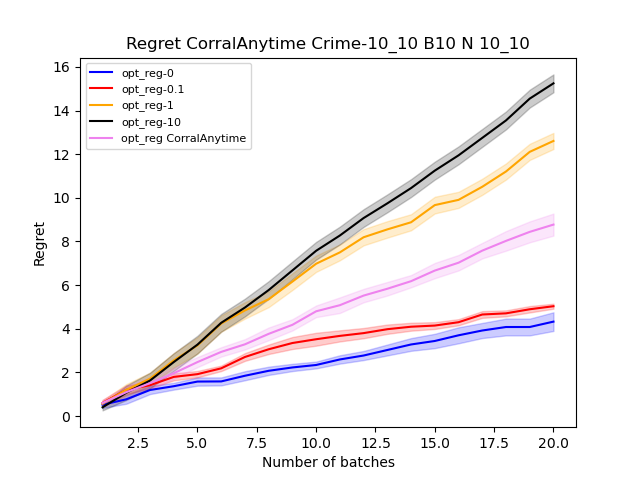 Regret CorralAnytime Crime-10_10 B10 N 10_10
opt_reg-0
opt_reg-0.1
opt_reg-1
opt_reg-10
opt_reg CorralAnytime
Regret
16
14
12
10
8
6
4
2
0
2.5 5.0 7.5 10.0 12.5 15.0 17.5 20.0
Number of batches